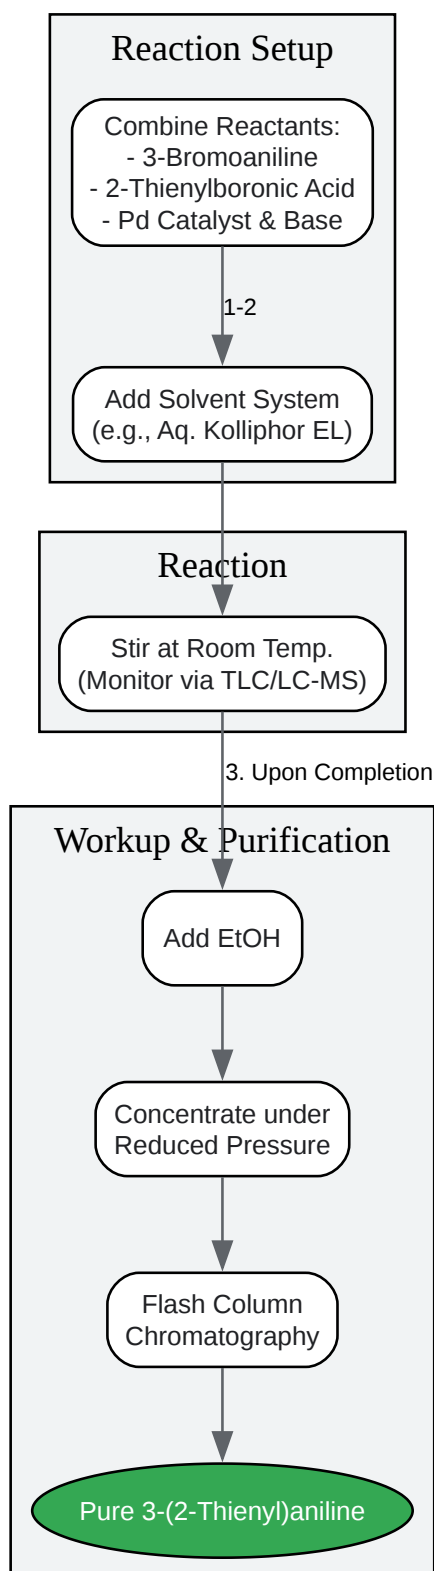 Reaction Setup
Combine Reactants:
- 3-Bromoaniline
- 2-Thienylboronic Acid
- Pd Catalyst & Base
1-2
Add Solvent System
(e.g., Aq. Kolliphor EL)
Reaction
Stir at Room Temp.
(Monitor via TLC/LC-MS)
3. Upon Completion
Workup & Purification
Add EtOH
Concentrate under
Reduced Pressure
Flash Column
Chromatography
Pure 3-(2-Thienyl)aniline